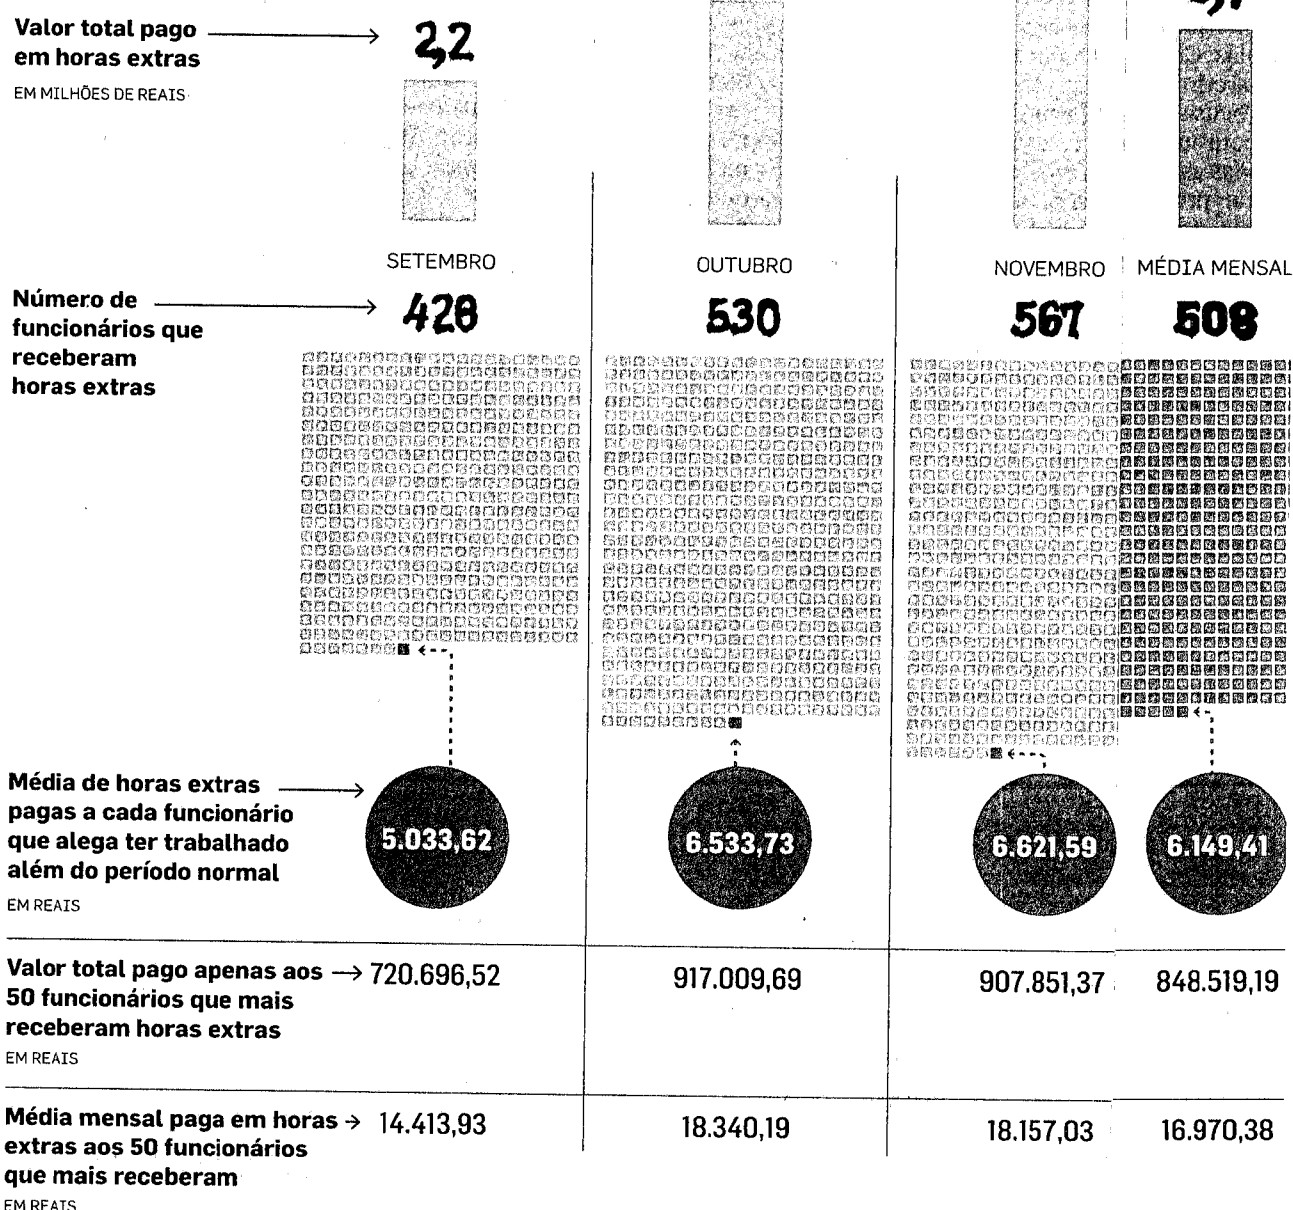 Valor total pago
em horas extras
EM MILHÕES DE REAIS
2,2
SETEMBRO
OUTUBRO
NOVEMBRO
MÉDIA MENSAL
Número de
funcionários que
receberam
horas extras
428
530
567
508
Média de horas extras
pagas a cada funcionário
que alega ter trabalhado
além do período normal
EM REAIS
5.033,62
6.533,73
6.621,59
6.149,41
Valor total pago apenas aos
50 funcionários que mais
receberam horas extras
EM REAIS
720.696,52
917.009,69
907.851,37
848.519,19
Média mensal paga em horas
extras aos 50 funcionários
que mais receberam
EM REAIS
14.413,93
18.340,19
18.157,03
16.970,38